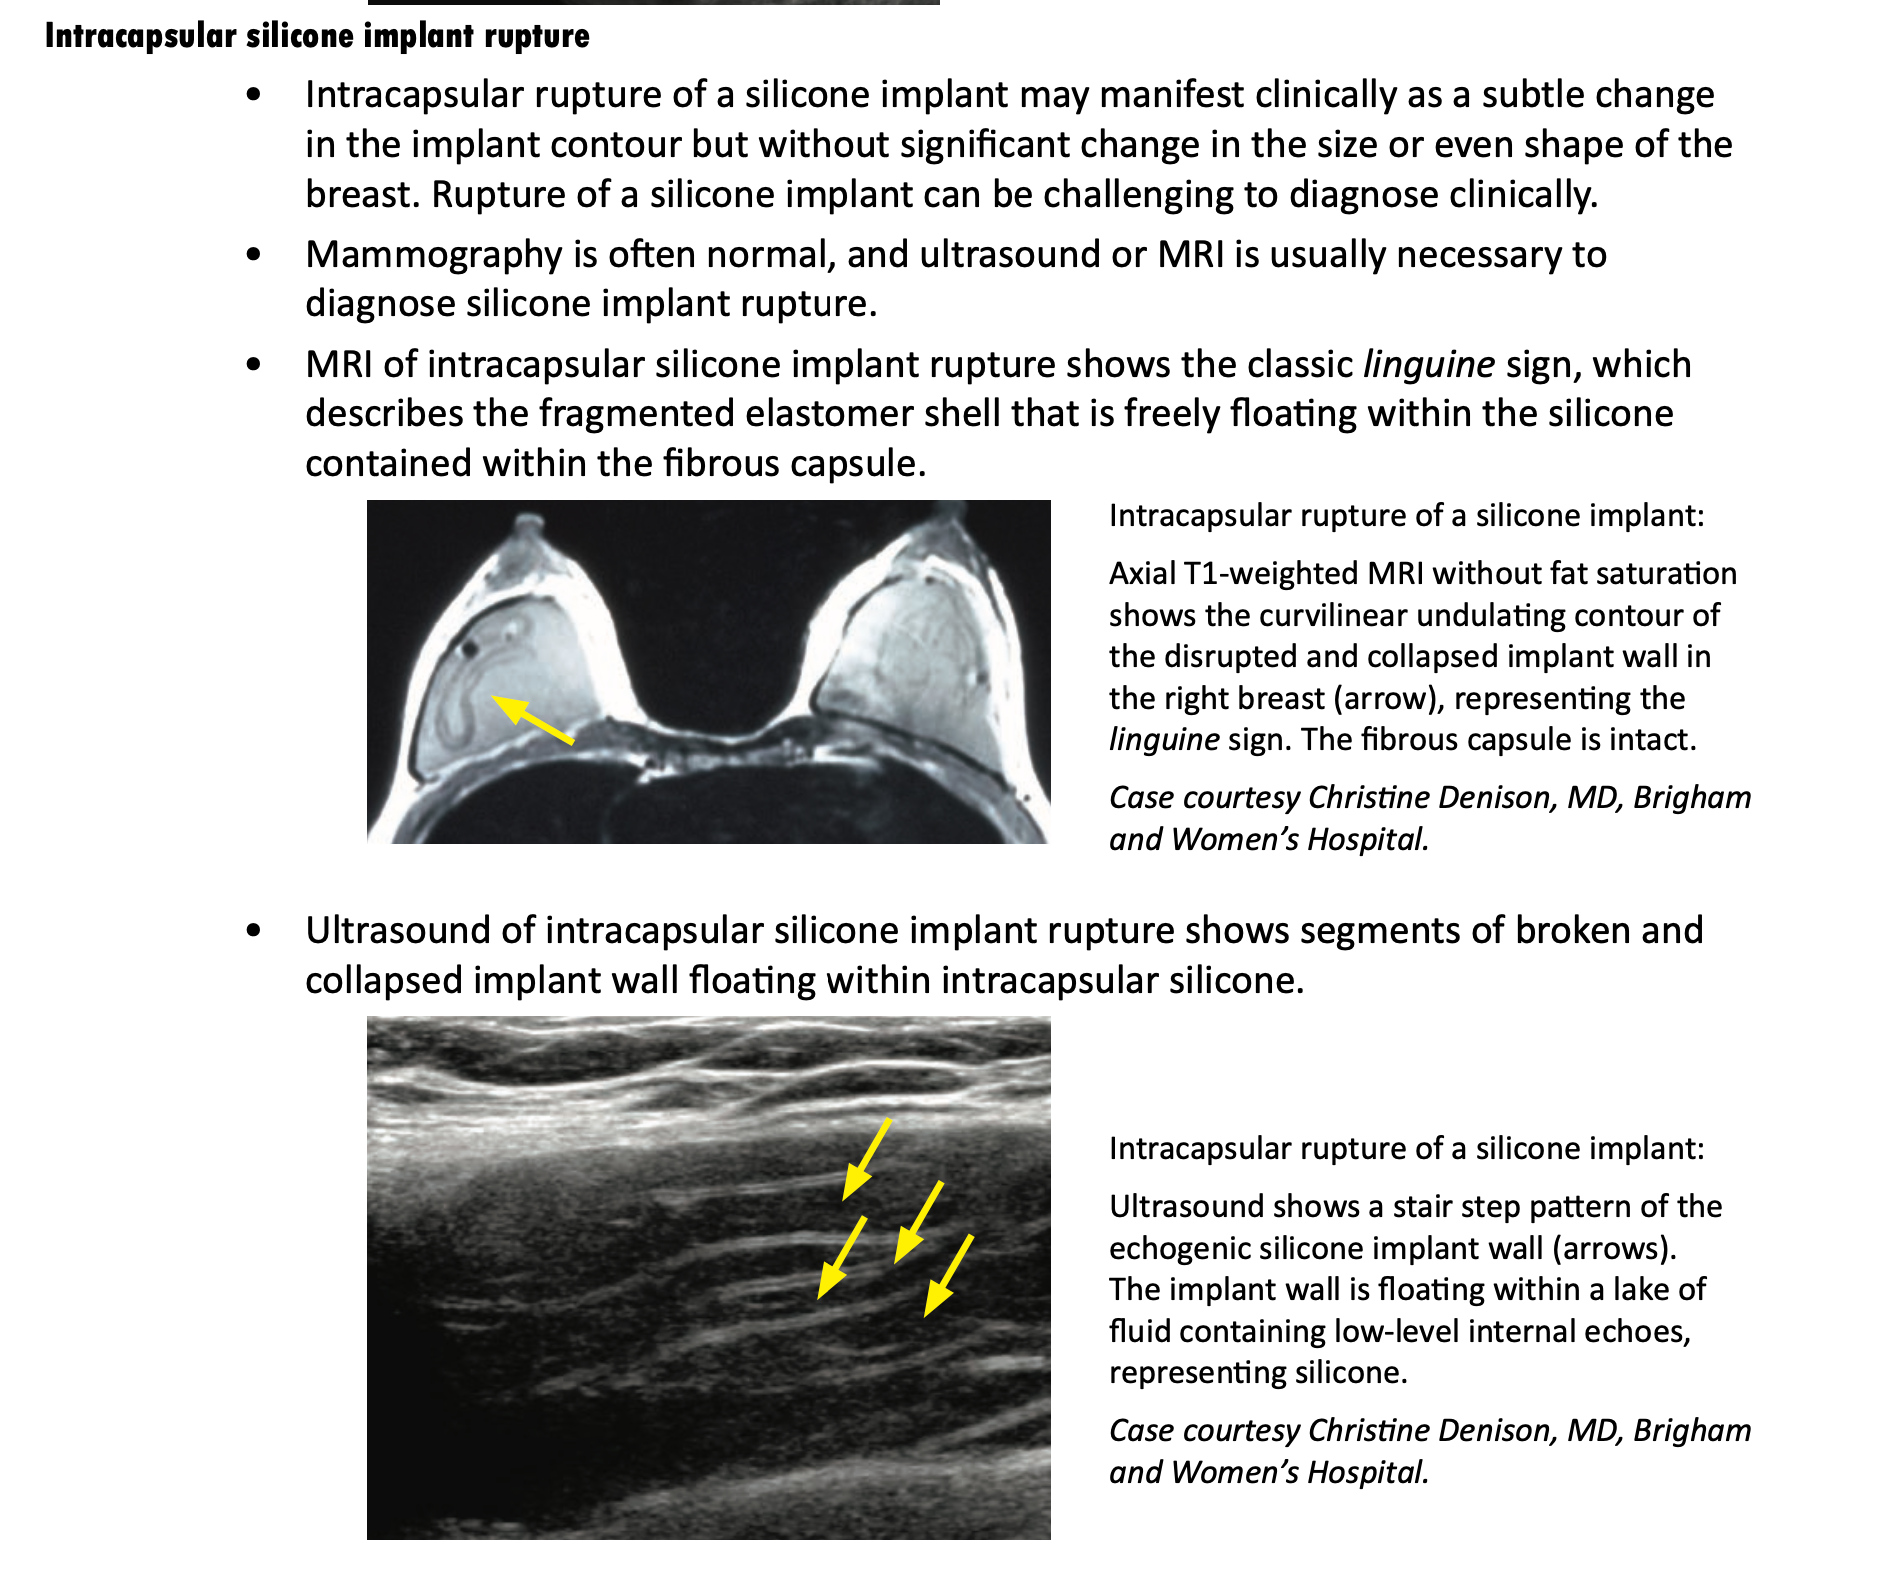 Intracapsular silicone implant rupture
• Intracapsular rupture of a silicone implant may manifest clinically as a subtle change
in the implant contour but without significant change in the size or even shape of the
breast. Rupture of a silicone implant can be challenging to diagnose clinically.
• Mammography is often normal, and ultrasound or MRI is usually necessary to
diagnose silicone implant rupture.
• MRI of intracapsular silicone implant rupture shows the classic linguine sign, which
describes the fragmented elastomer shell that is freely floating within the silicone
contained within the fibrous capsule.
Intracapsular rupture of a silicone implant:
Axial T1-weighted MRI without fat saturation
shows the curvilinear undulating contour of
the disrupted and collapsed implant wall in
the right breast (arrow), representing the
linguine sign. The fibrous capsule is intact.
Case courtesy Christine Denison, MD, Brigham
and Women’s Hospital.
• Ultrasound of intracapsular silicone implant rupture shows segments of broken and
collapsed implant wall floating within intracapsular silicone.
Intracapsular rupture of a silicone implant:
Ultrasound shows a stair step pattern of the
echogenic silicone implant wall (arrows).
The implant wall is floating within a lake of
fluid containing low-level internal echoes,
representing silicone.
Case courtesy Christine Denison, MD, Brigham
and Women’s Hospital.